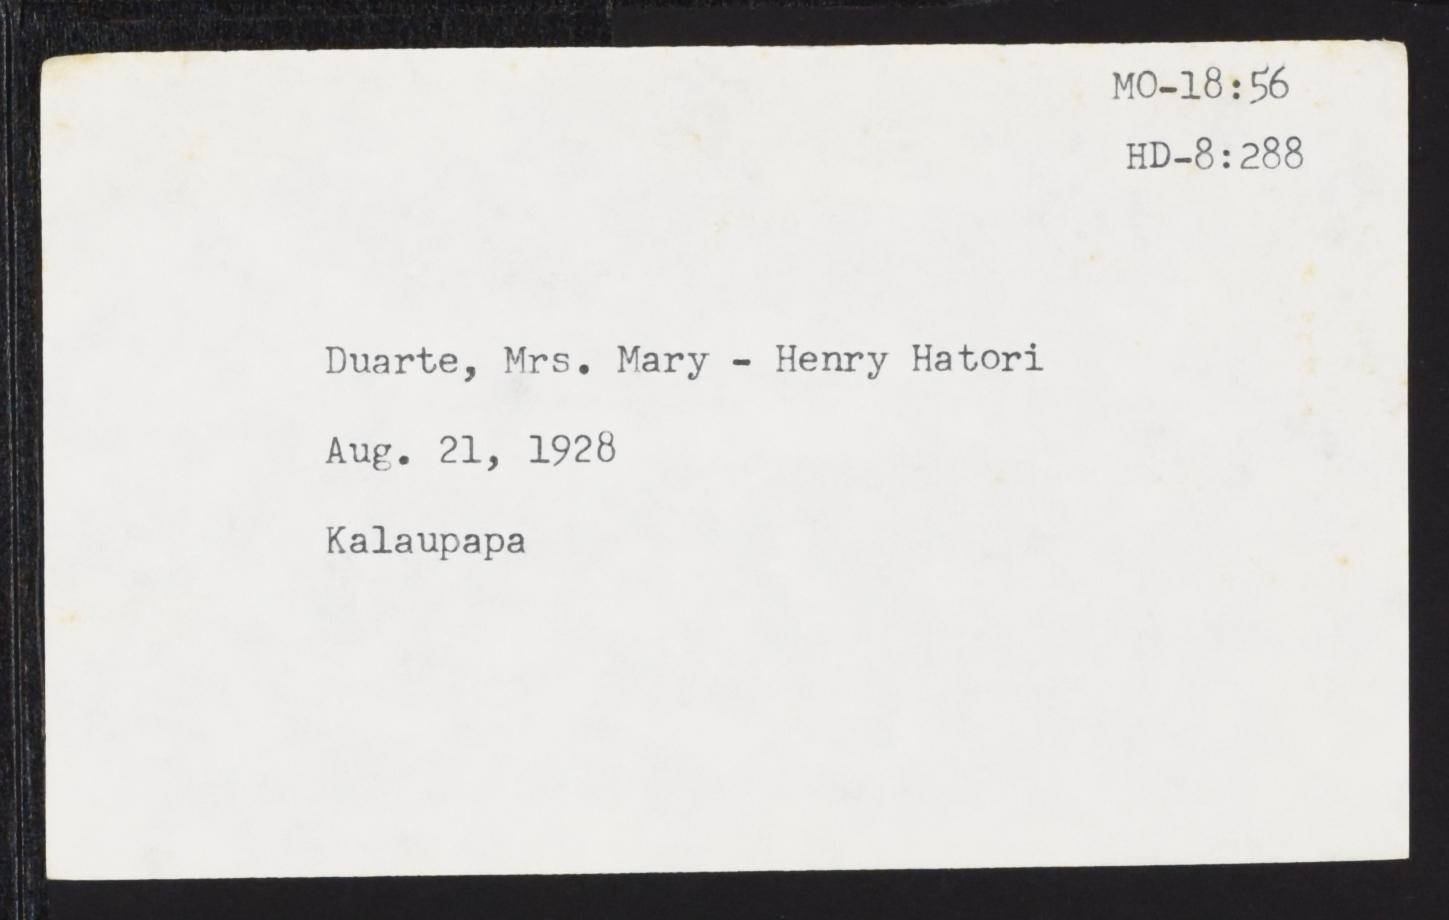 MO-18:56
HD-8:288
Duarte, Mrs. Mary - Henry Hatori
Aug. 21, 1928
Kalaupapa